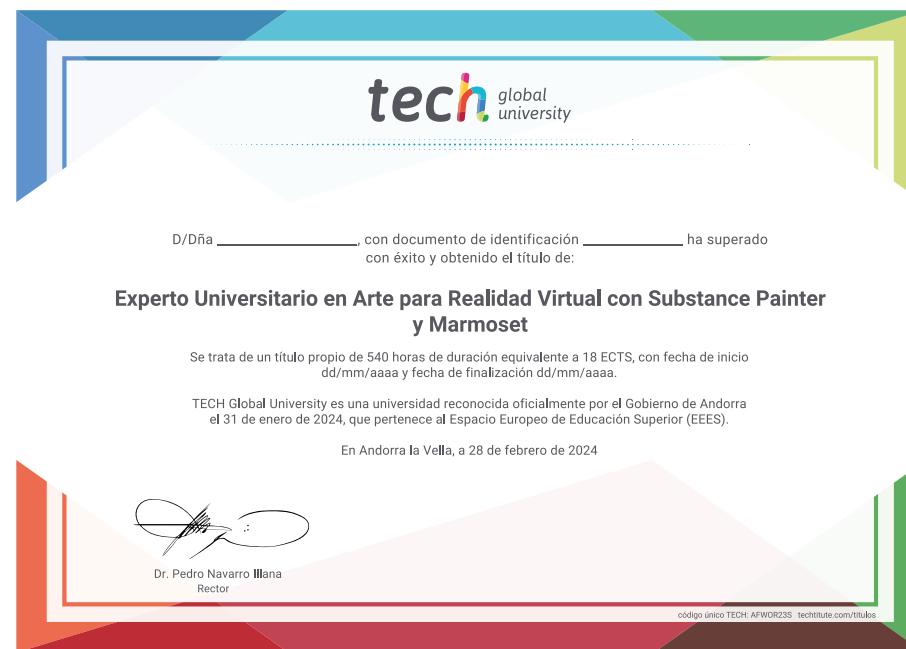 tech global university
D/Dña ____________________, con documento de identificación ______________ ha superado
con éxito y obtenido el título de:
Experto Universitario en Arte para Realidad Virtual con Substance Painter
y Marmoset
Se trata de un título propio de 540 horas de duración equivalente a 18 ECTS, con fecha de inicio
dd/mm/aaaa y fecha de finalización dd/mm/aaaa.
TECH Global University es una universidad reconocida oficialmente por el Gobierno de Andorra
el 31 de enero de 2024, que pertenece al Espacio Europeo de Educación Superior (EEES).
En Andorra la Vella, a 28 de febrero de 2024
Dr. Pedro Navarro Illana
Rector
código único TECH: AFWOR23S techtitute.com/titulos